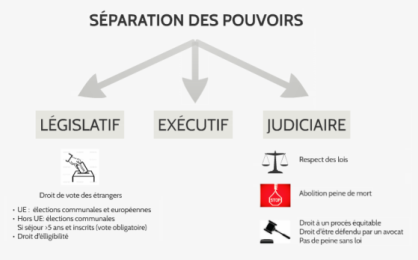 SÉPARATION DES POUVOIRS
LÉGISLATIF
EXÉCUTIF
JUDICIAIRE
Droit de vote des étrangers
• UE : élections communales et européennes
• Hors UE: élections communales
Si séjour >5 ans et inscrits (vote obligatoire)
• Droit d'élligibilité
Respect des lois
STOP
Abolition peine de mort
Droit à un procès équitable
Droit d'être défendu par un avocat
Pas de peine sans loi